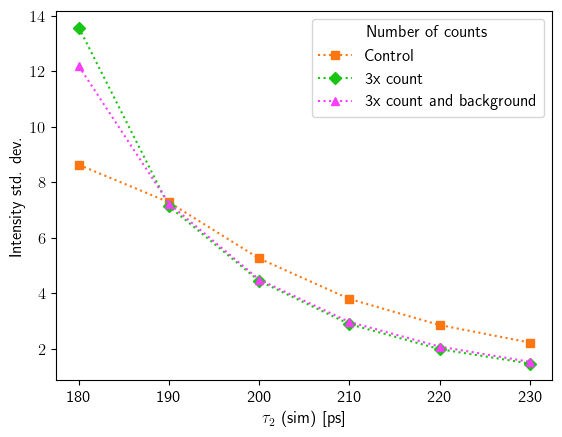 14
12
10
8
6
4
2
Intensity std. dev.
Number of counts
Control
3x count
3x count and background
180 190 200 210 220 230
τ₂ (sim) [ps]